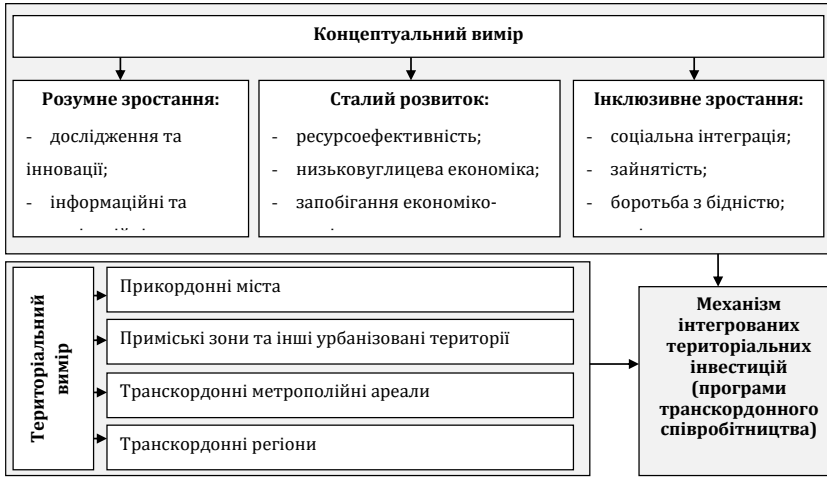 Концептуальний вимір
Розумне зростання:
- дослідження та
інновації;
- інформаційні та
Сталий розвиток:
- ресурсоефективність;
- низьковуглицева економіка;
- запобігання економіко-
Інклюзивне зростання:
- соціальна інтеграція;
- зайнятість;
- боротьба з бідністю;
Територіальний
вимір
Прикордонні міста
Приміські зони та інші урбанізовані території
Транскордонні метрополійні ареали
Транскордонні регіони
Механізм
інтегрованих
територіальних
інвестицій
(програми
транскордонного
співробітництва)